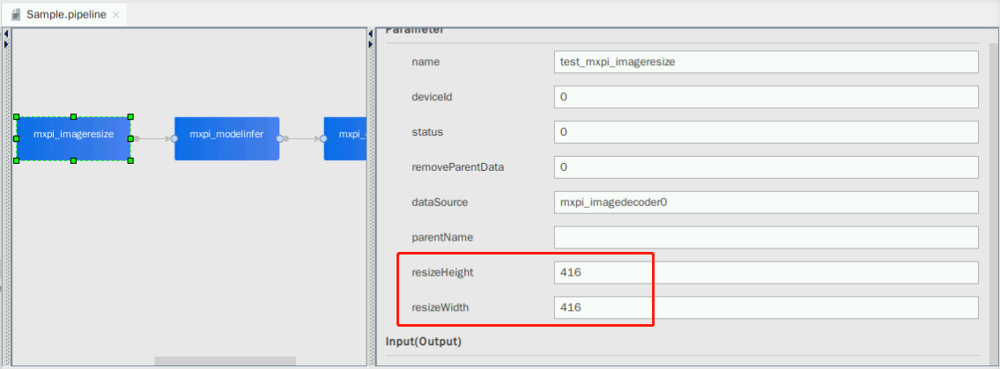 Sample.pipeline
Parameter
name test_mxpi_imageresize
deviceId 0
status 0
removeParentData 0
dataSource mxpi_imagedecoder0
parentName
resizeHeight 416
resizeWidth 416
Input(Output)
mxpi_imageresize
mxpi_modelinfer
mxpi_